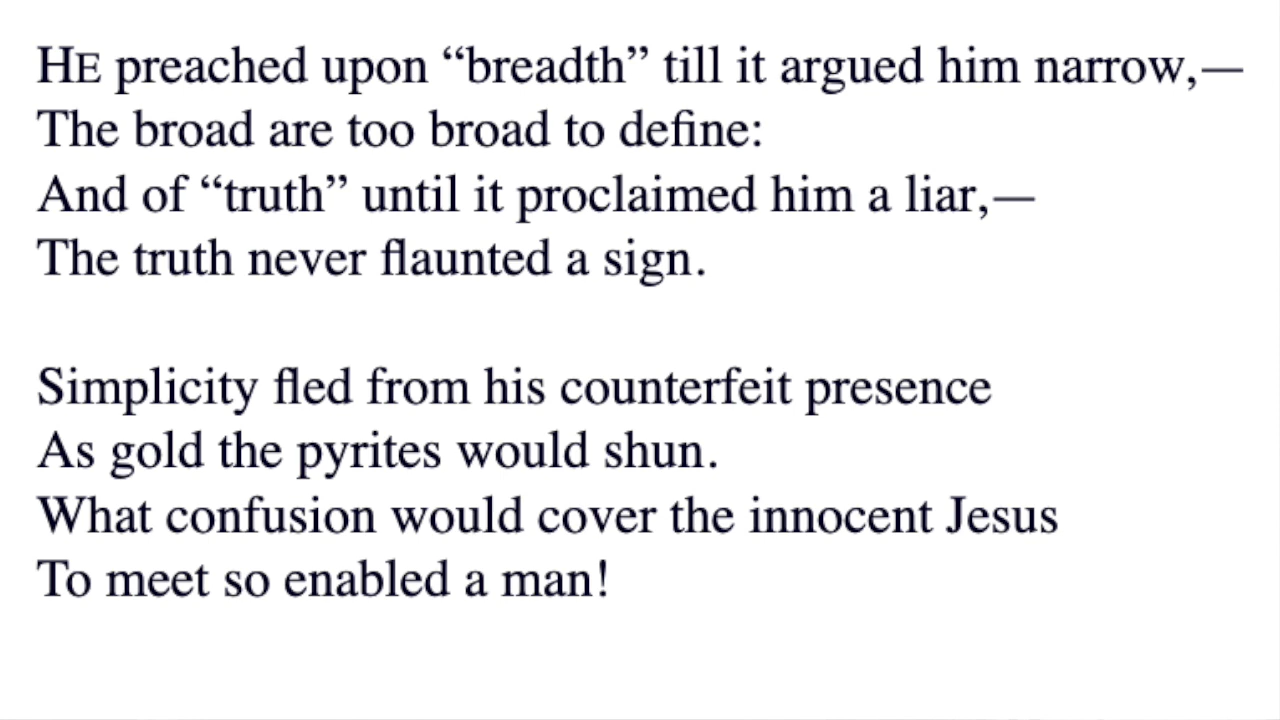 HE preached upon “breadth” till it argued him narrow,—
The broad are too broad to define:
And of “truth” until it proclaimed him a liar,—
The truth never flaunted a sign.
Simplicity fled from his counterfeit presence
As gold the pyrites would shun.
What confusion would cover the innocent Jesus
To meet so enabled a man!